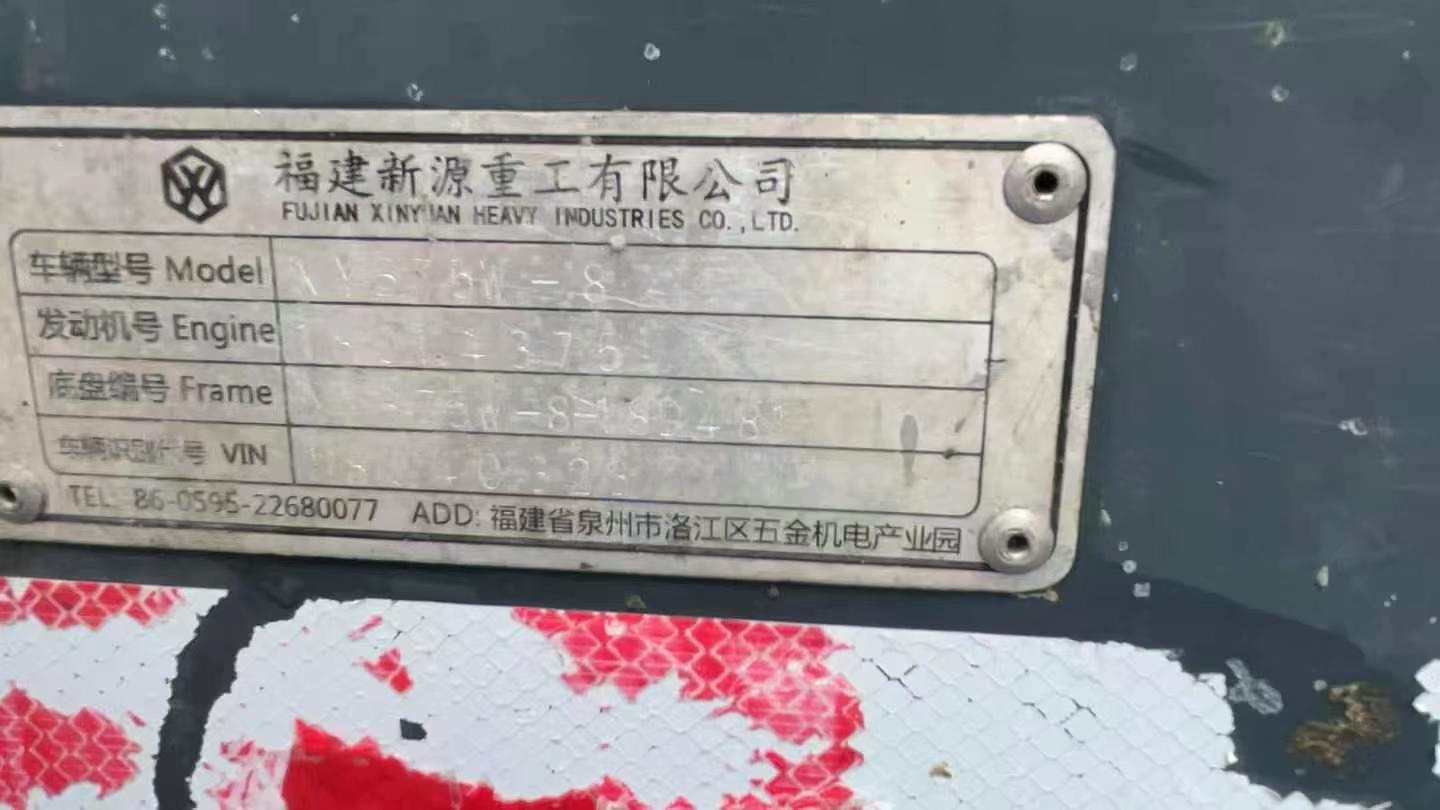 福建新源重工有限公司
FUJIAN XINYUAN HEAVY INDUSTRIES CO.,LTD.
车辆型号 Model 5W-8
发动机号 Engine 375
底盘编号 Frame
车辆识别代号 VIN
TEL: 86-0595-22680077 ADD: 福建省泉州市洛江区五金机电产业园